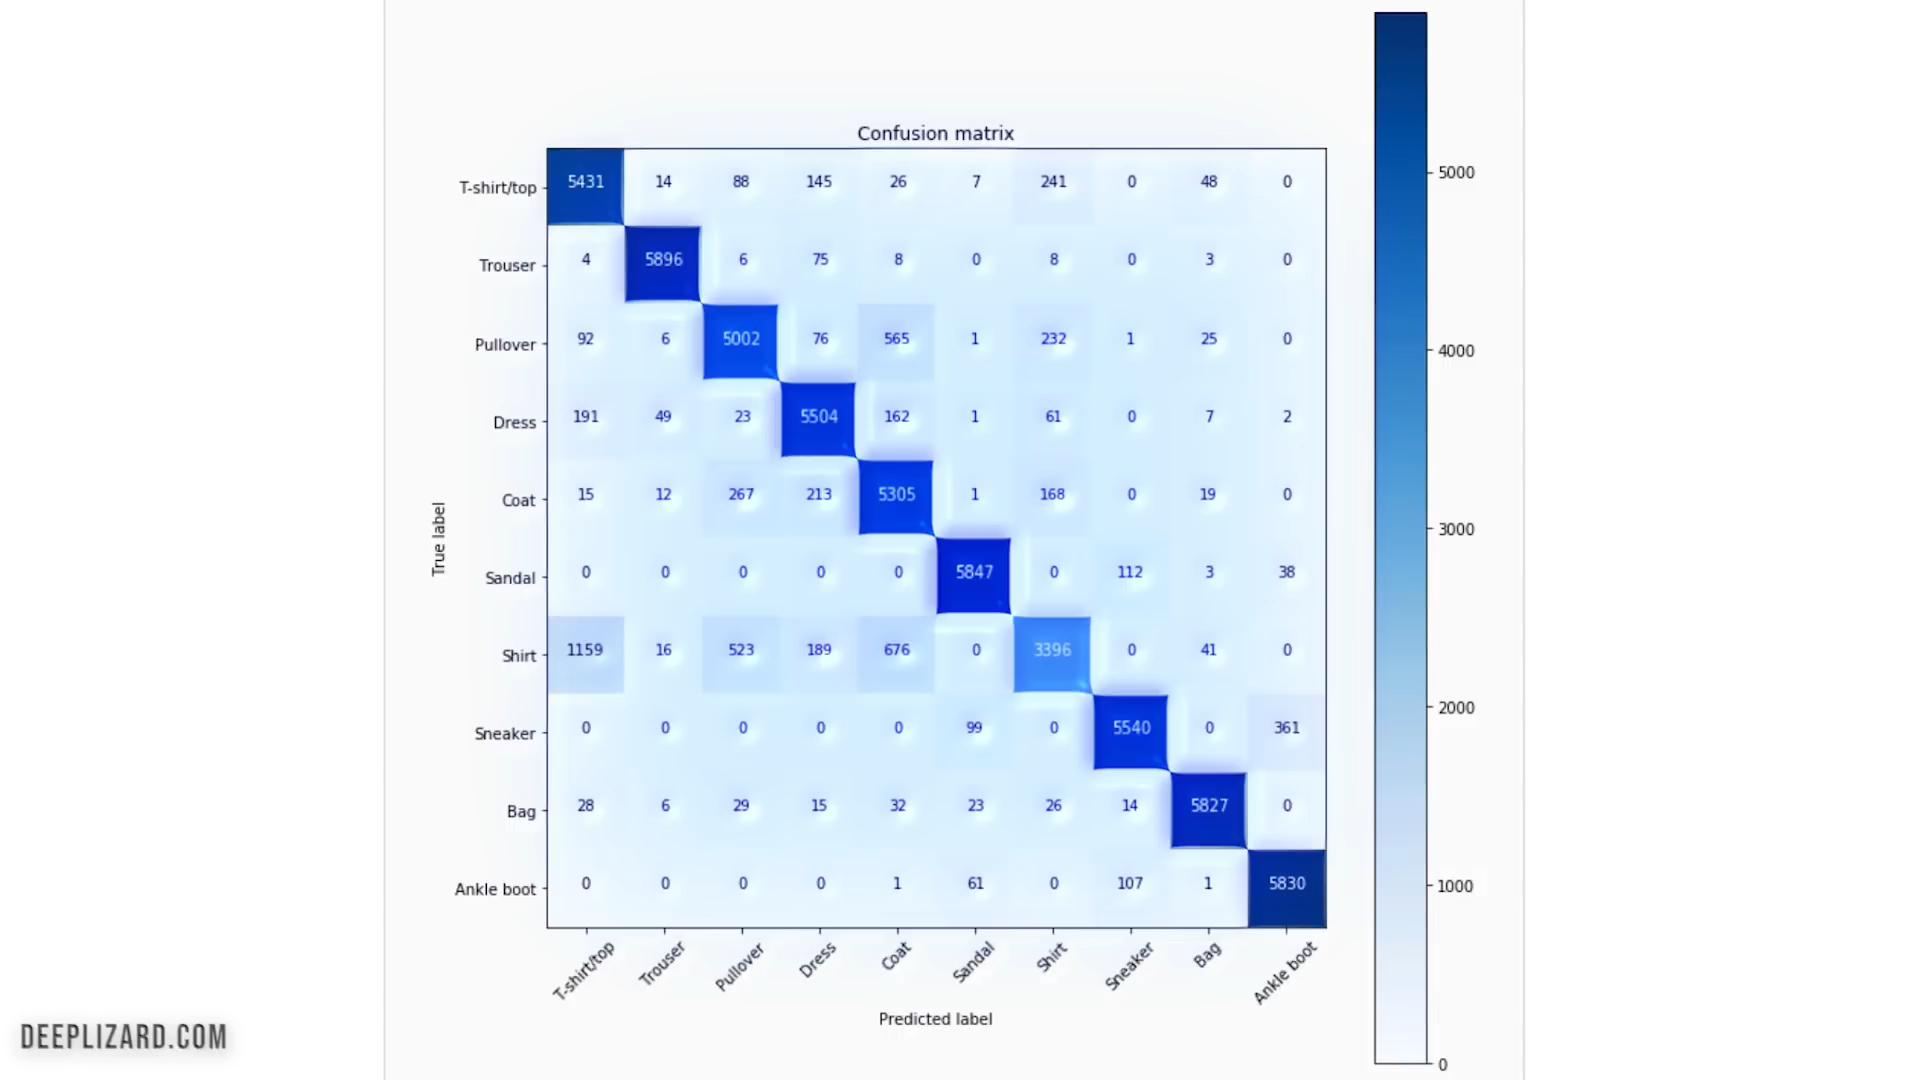 Confusion matrix
T-shirt/top 5431 14 88 145 26 7 241 0 48 0
Trouser 4 5896 6 75 8 0 8 0 3 0
Pullover 92 6 5002 76 565 1 232 1 25 0
Dress 191 49 23 5504 162 1 61 0 7 2
Coat 15 12 267 213 5305 1 168 0 19 0
Sandal 0 0 0 0 0 5847 0 112 3 38
Shirt 1159 16 523 189 676 0 3396 0 41 0
Sneaker 0 0 0 0 0 99 0 5540 0 361
Bag 28 6 29 15 32 23 26 14 5827 0
Ankle boot 0 0 0 0 1 61 0 107 1 5830
True label
T-shirt/top Trouser Pullover Dress Coat Sandal Shirt Sneaker Bag Ankle boot
Predicted label
5000
4000
3000
2000
1000
0
DEEPLIZARD.COM